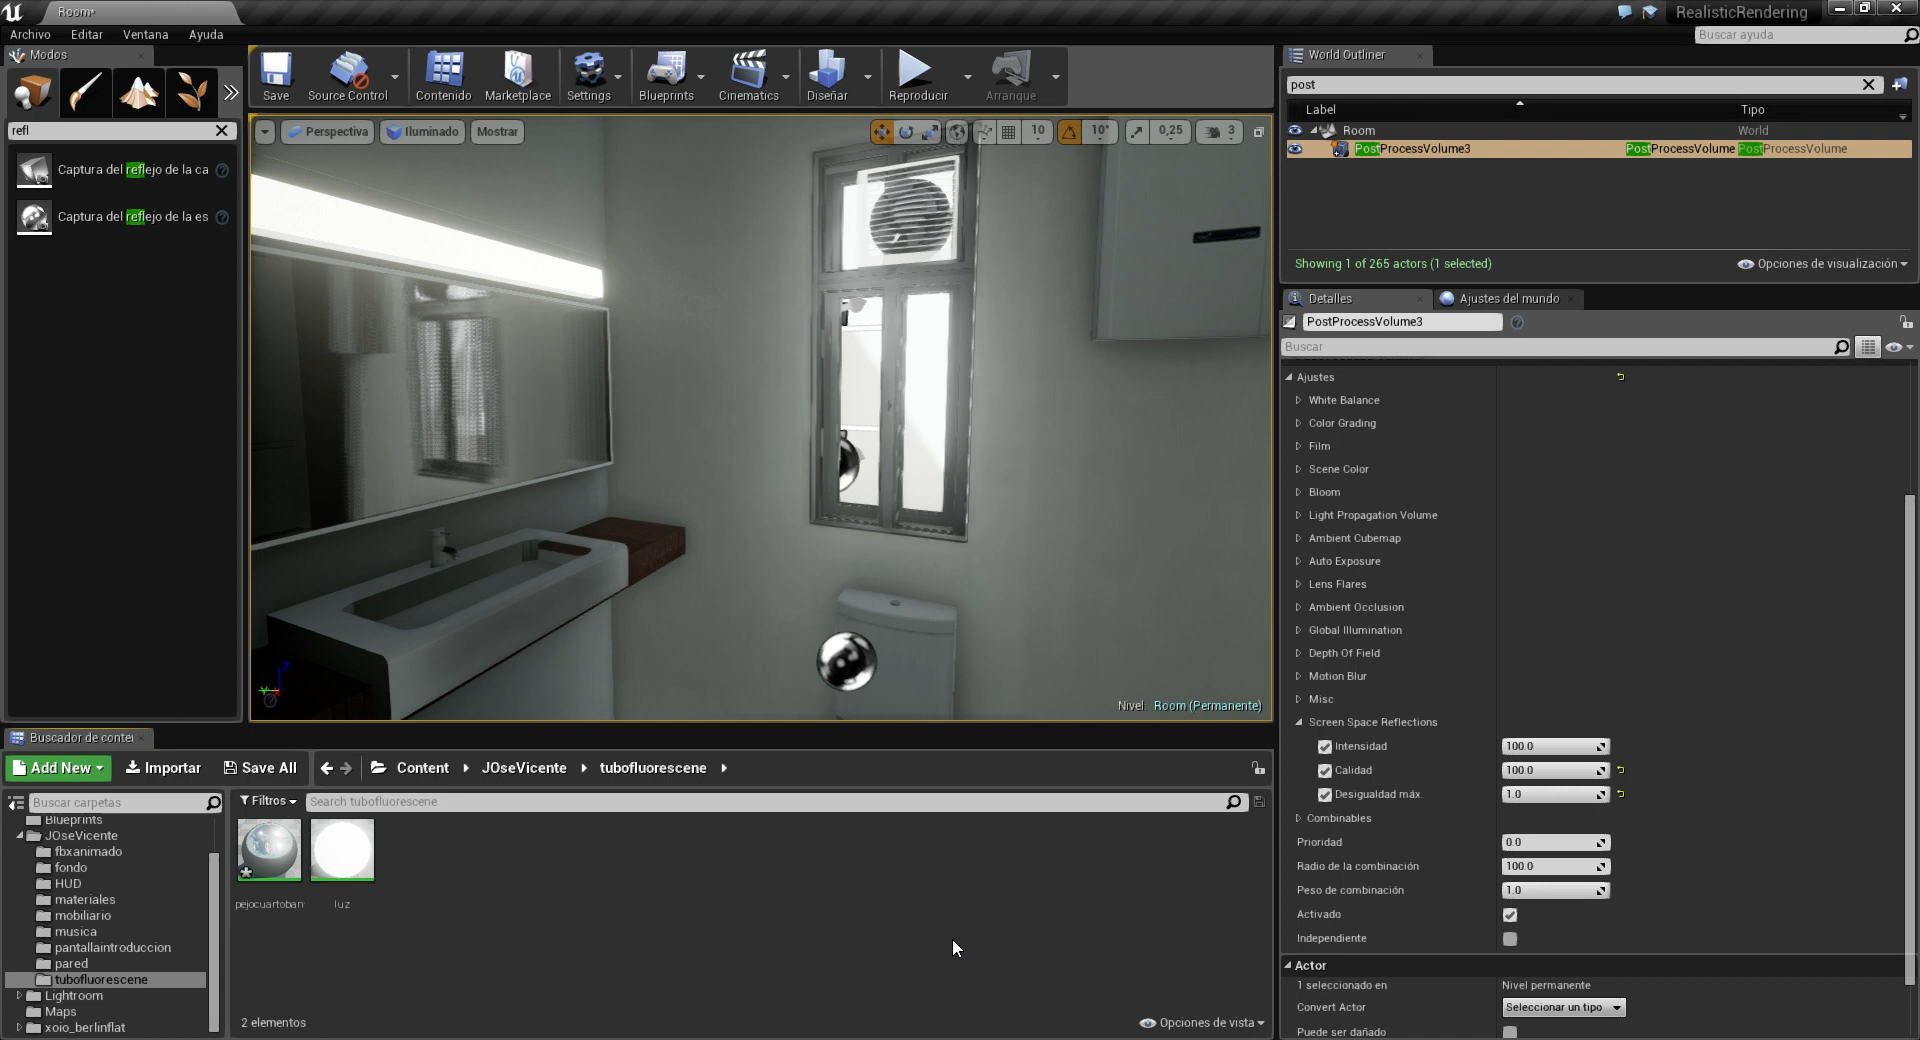 Room*
RealisticRendering
Archivo
Editar
Ventana
Ayuda
Buscar ayuda
Modos
refl
Captura del reflejo de la ca
Captura del reflejo de la es
Save
Source Control
Contenido
Marketplace
Settings
Blueprints
Cinematics
Diseñar
Reproducir
Arranque
Perspectiva
Iluminado
Mostrar
10
10°
0,25
3
Nivel Room (Permanente)
World Outliner
post
Label
Tipo
Room
World
PostProcessVolume3
PostProcessVolume
PostProcessVolume
Showing 1 of 265 actors (1 selected)
Opciones de visualización
Detalles
Ajustes del mundo
PostProcessVolume3
Buscar
Ajustes
White Balance
Color Grading
Film
Scene Color
Bloom
Light Propagation Volume
Ambient Cubemap
Auto Exposure
Lens Flares
Ambient Occlusion
Global Illumination
Depth Of Field
Motion Blur
Misc
Screen Space Reflections
Intensidad
100.0
Calidad
100.0
Desigualdad máx.
1.0
Combinables
Prioridad
0.0
Radio de la combinación
100.0
Peso de combinación
1.0
Activado
Independiente
Actor
1 seleccionado en
Nivel permanente
Convert Actor
Seleccionar un tipo
Puede ser dañado
Buscador de conter
Add New
Importar
Save All
Content
JOseVicente
tubofluorescene
Buscar carpetas
Filtros
Search tubofluorescene
Blueprints
JOseVicente
fbxanimado
fondo
HUD
materiales
mobiliario
musica
pantallaintroduccion
pared
tubofluorescene
Lightroom
Maps
xoio_berlinflat
pejocuartoban
luz
2 elementos
Opciones de vista